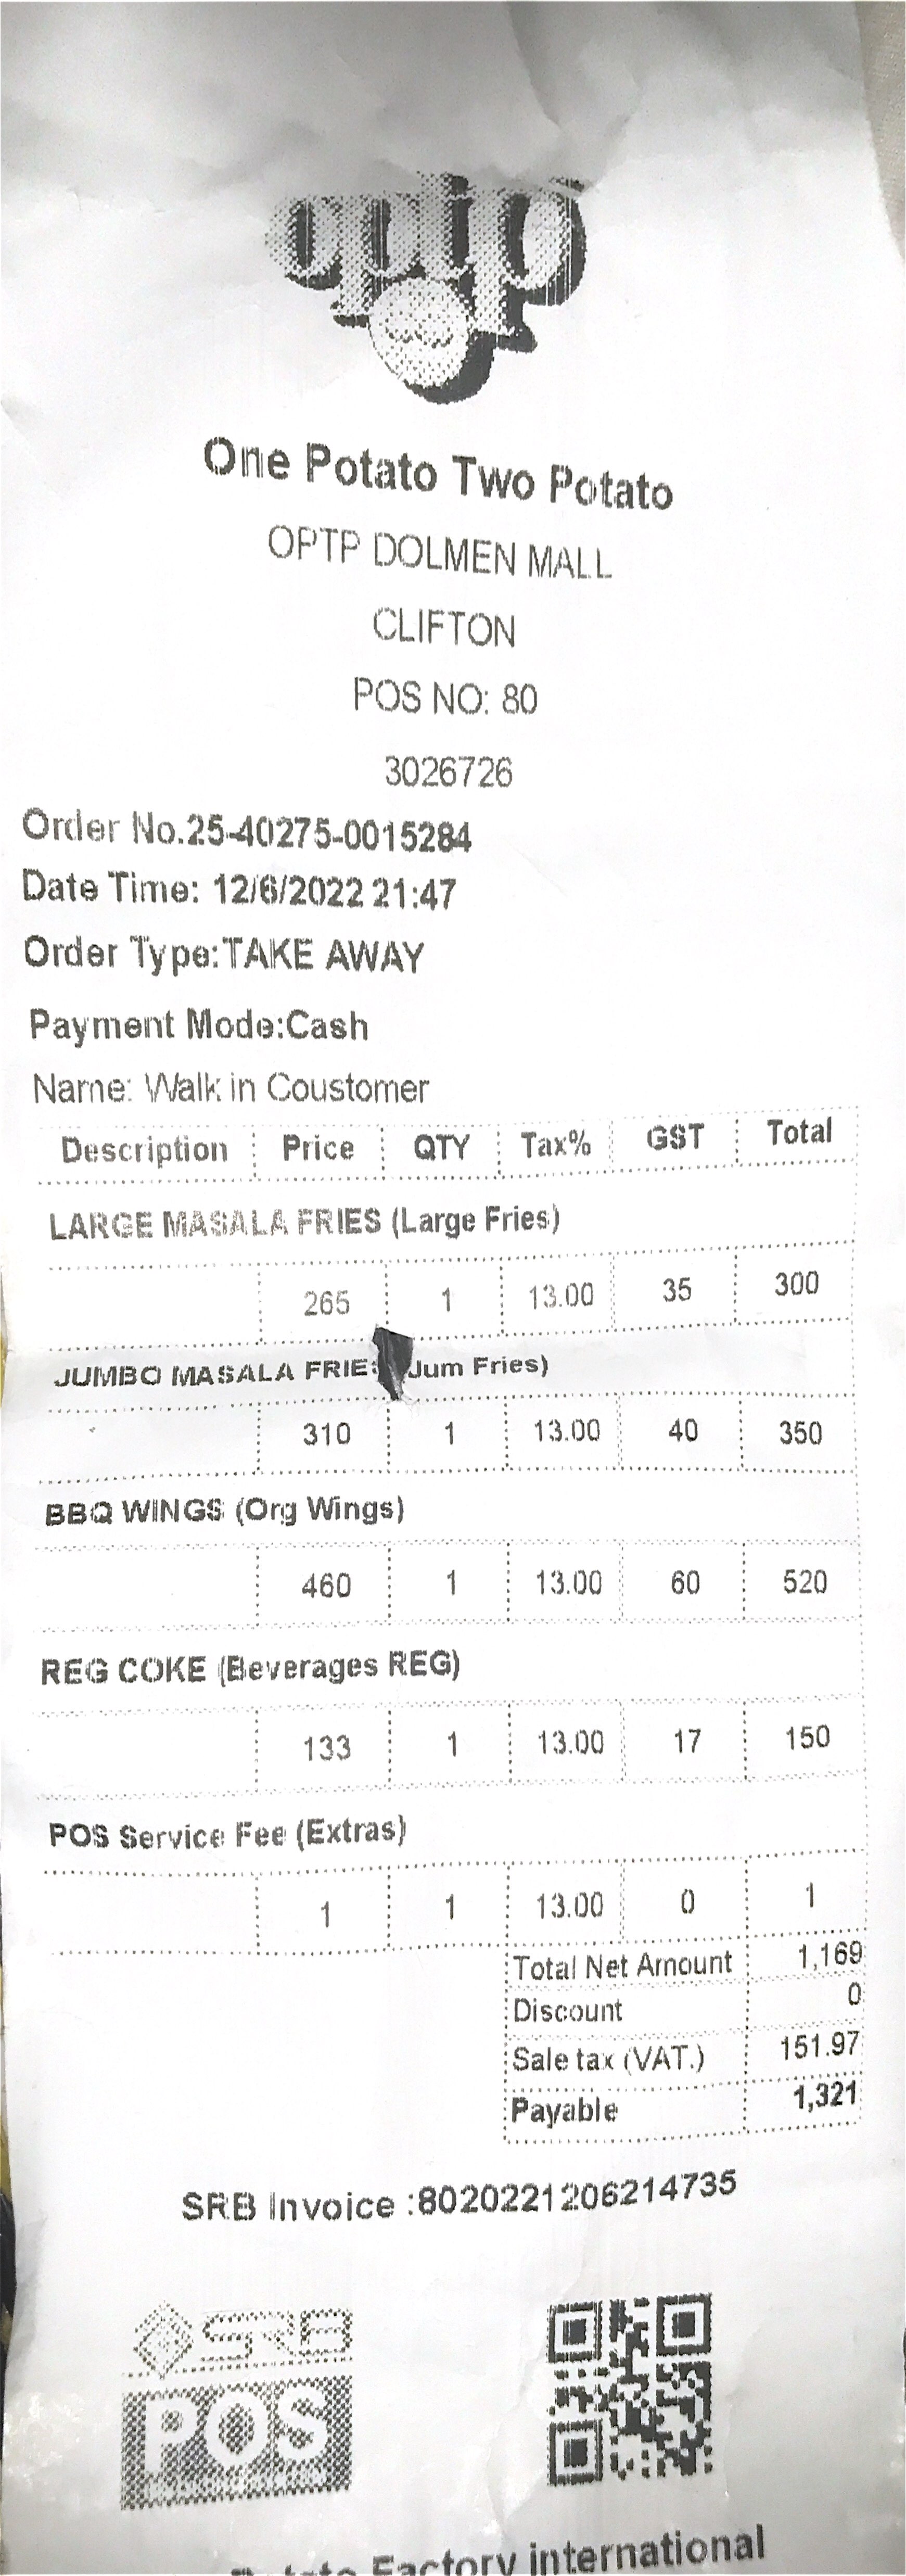 optp
One Potato Two Potato
OPTP DOLMEN MALL
CLIFTON
POS NO: 80
3026726
Order No.25-40275-0015284
Date Time: 12/6/2022 21:47
Order Type:TAKE AWAY
Payment Mode:Cash
Name: Walk in Coustomer
Description Price QTY Tax% GST Total
LARGE MASALA FRIES (Large Fries)
265 1 13.00 35 300
JUMBO MASALA Jum Fries)
310 1 13.00 40 350
BBQ WINGS (Org Wings)
460 1 13.00 60 520
REG COKE (Beverages REG)
133 1 13.00 17 150
POS Service Fee (Extras)
1 1 13.00 0 1
Total Net Amount 1,169
Discount 0
Sale tax (VAT.) 151.97
Payable 1,321
SRB Invoice :8020221206214735
SRB
POS
Factory international